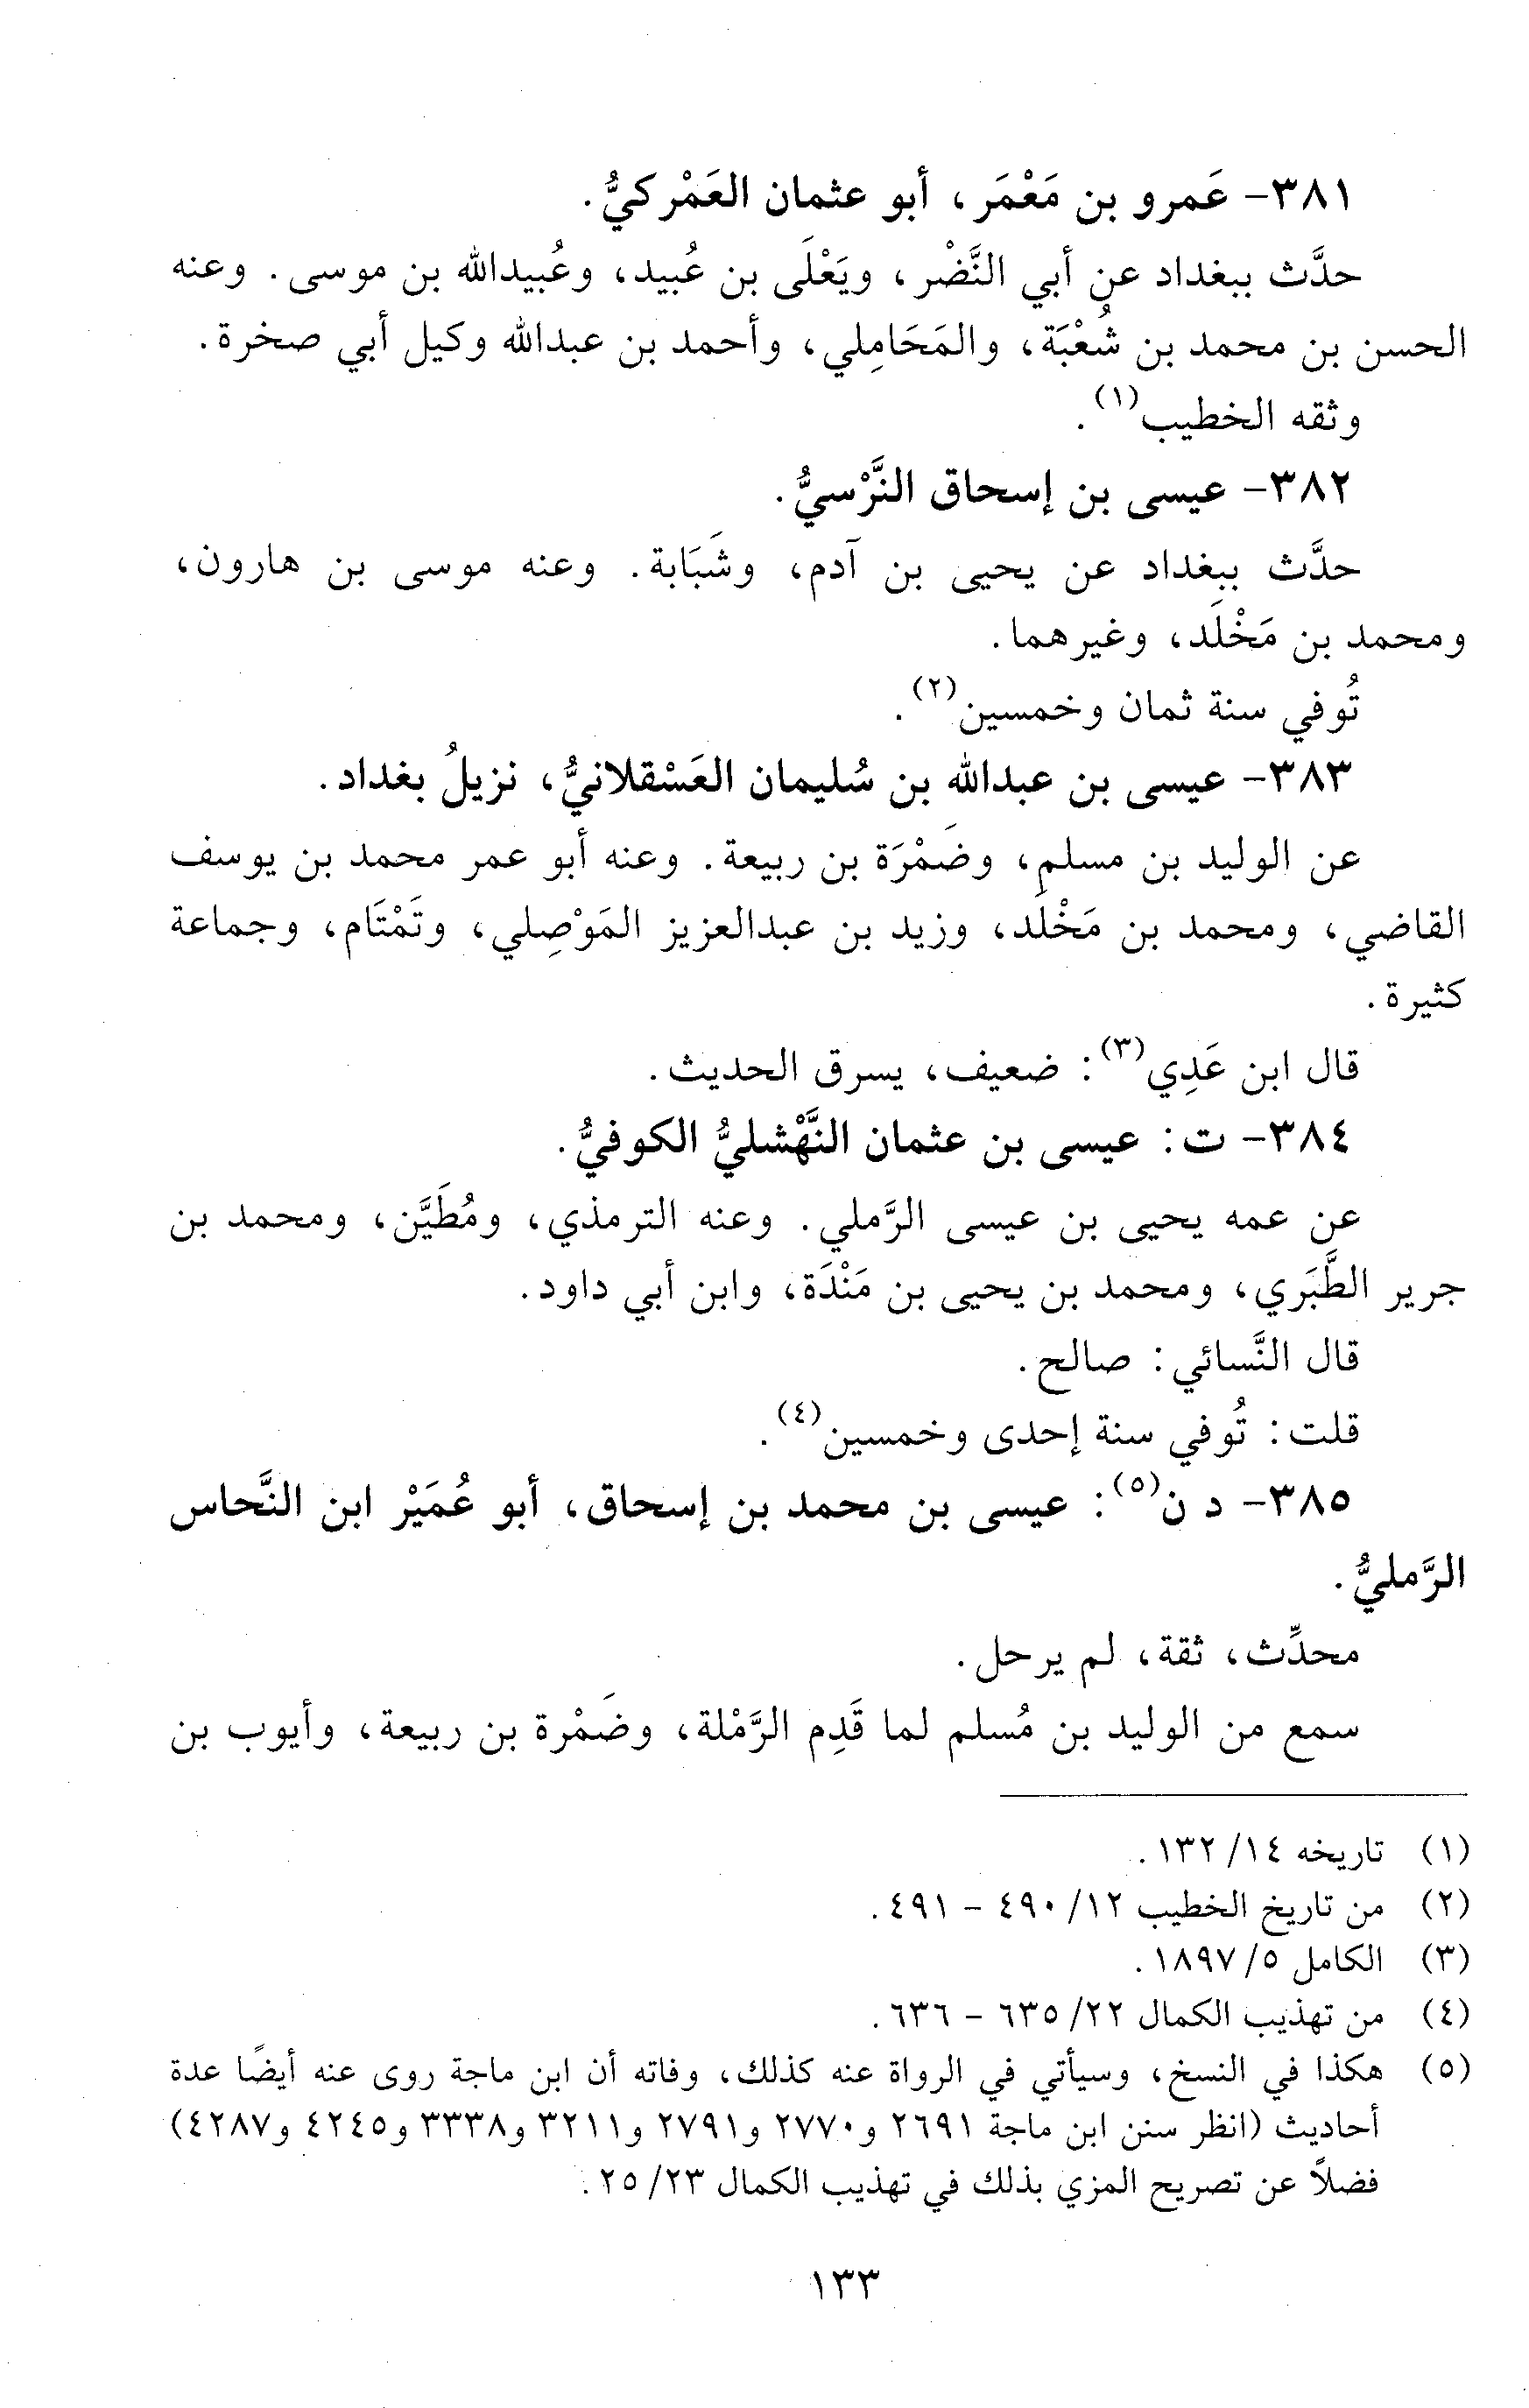 ٣٨١- عَمرو بن مَعْمَر، أبو عثمان العَمْركيُّ.
حدَّث ببغداد عن أبي النَّضْر، ويَعْلَى بن عُبيد، وعُبيدالله بن موسى. وعنه
الحسن بن محمد بن شُعْبَة، والمَحَامِلي، وأحمد بن عبدالله وكيل أبي صخرة.
وثقه الخطيب(١).
٣٨٢- عيسى بن إسحاق النَّرْسيُّ.
حدَّث ببغداد عن يحيى بن آدم، وشَبَابة. وعنه موسى بن هارون،
ومحمد بن مَخْلَد، وغيرهما.
تُوفي سنة ثمان وخمسين(٢).
٣٨٣- عيسى بن عبدالله بن سُليمان العَسْقلانيُّ، نزيلُ بغداد.
عن الوليد بن مسلم، وضَمْرَة بن ربيعة. وعنه أبو عمر محمد بن يوسف
القاضي، ومحمد بن مَخْلَد، وزيد بن عبدالعزيز المَوْصِلي، وتَمْتَام، وجماعة
كثيرة.
قال ابن عَدِي(٣): ضعيف، يسرق الحديث.
٣٨٤- ت: عيسى بن عثمان النَّهْشليُّ الكوفيُّ.
عن عمه يحيى بن عيسى الرَّملي. وعنه الترمذي، ومُطَيَّن، ومحمد بن
جرير الطَّبَري، ومحمد بن يحيى بن مَنْدَة، وابن أبي داود.
قال النَّسائي: صالح.
قلت: تُوفي سنة إحدى وخمسين(٤).
٣٨٥- د ن(٥): عيسى بن محمد بن إسحاق، أبو عُمَيْر ابن النَّحاس
الرَّمليُّ.
محدِّث، ثقة، لم يرحل.
سمع من الوليد بن مُسلم لما قَدِم الرَّمْلة، وضَمْرة بن ربيعة، وأيوب بن
(١) تاريخه ١٤/ ١٣٢.
(٢) من تاريخ الخطيب ١٢/ ٤٩٠ - ٤٩١.
(٣) الكامل ٥/ ١٨٩٧.
(٤) من تهذيب الكمال ٢٢/ ٦٣٥ - ٦٣٦.
(٥) هكذا في النسخ، وسيأتي في الرواة عنه كذلك، وفاته أن ابن ماجة روى عنه أيضًا عدة
أحاديث (انظر سنن ابن ماجة ٢٦٩١ و٢٧٧٠ و٢٧٩١ و٣٢١١ و٣٣٣٨ و٤٢٤٥ و٤٢٨٧)
فضلاً عن تصريح المزي بذلك في تهذيب الكمال ٢٣/ ٢٥.
١٣٣